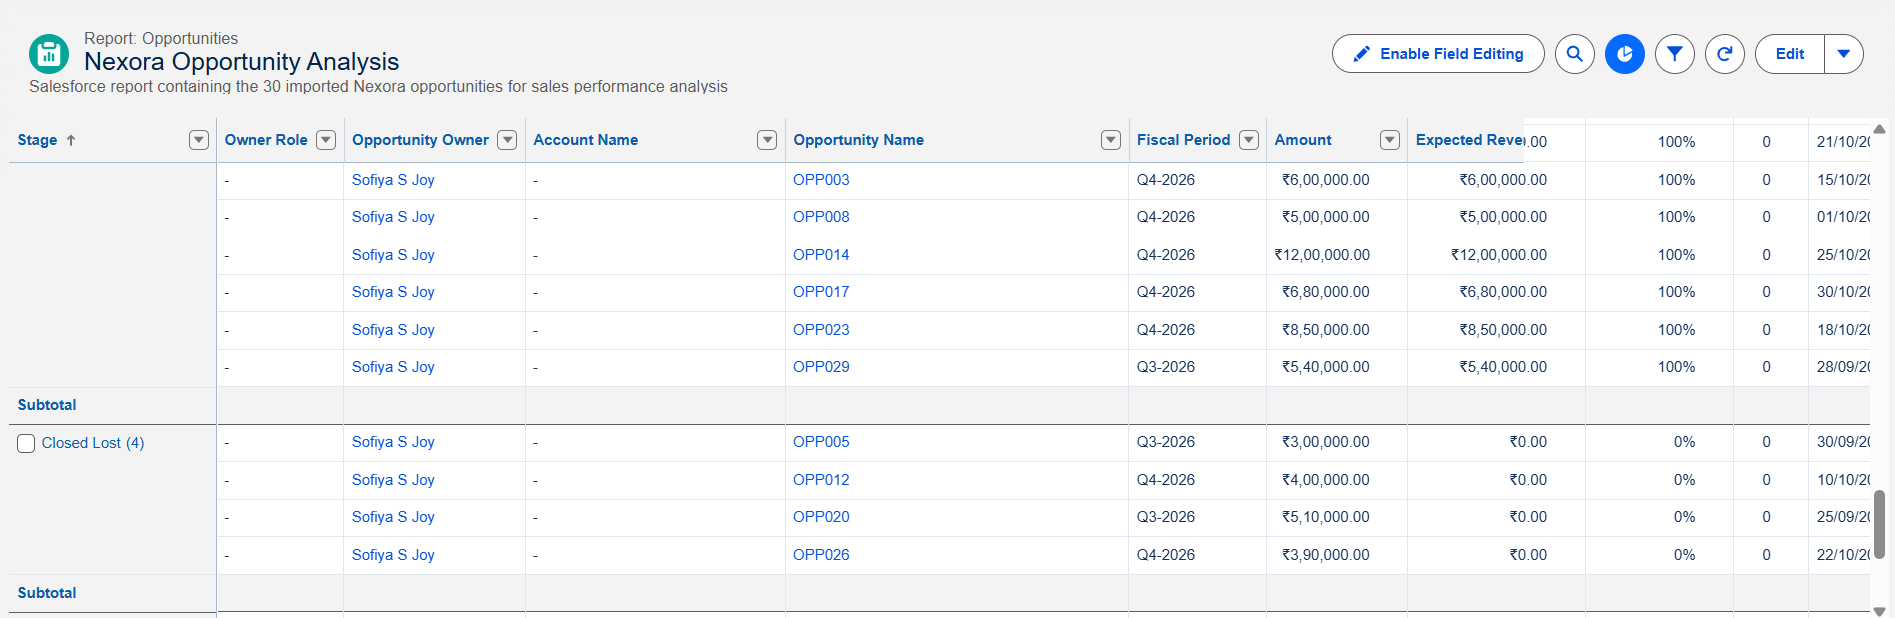 Report: Opportunities
Nexora Opportunity Analysis
Salesforce report containing the 30 imported Nexora opportunities for sales performance analysis
Enable Field Editing
Edit
Stage Owner Role Opportunity Owner Account Name Opportunity Name Fiscal Period Amount Expected .00 100% 0
- Sofiya S Joy - OPP003 Q4-2026 ₹6,00,000.00 ₹6,00,000.00 100% 0
- Sofiya S Joy - OPP008 Q4-2026 ₹5,00,000.00 ₹5,00,000.00 100% 0
- Sofiya S Joy - OPP014 Q4-2026 ₹12,00,000.00 ₹12,00,000.00 100% 0
- Sofiya S Joy - OPP017 Q4-2026 ₹6,80,000.00 ₹6,80,000.00 100% 0
- Sofiya S Joy - OPP023 Q4-2026 ₹8,50,000.00 ₹8,50,000.00 100% 0
- Sofiya S Joy - OPP029 Q3-2026 ₹5,40,000.00 ₹5,40,000.00 100% 0
Subtotal
Closed Lost (4) - Sofiya S Joy - OPP005 Q3-2026 ₹3,00,000.00 ₹0.00 0% 0
- Sofiya S Joy - OPP012 Q4-2026 ₹4,00,000.00 ₹0.00 0% 0
- Sofiya S Joy - OPP020 Q3-2026 ₹5,10,000.00 ₹0.00 0% 0
- Sofiya S Joy - OPP026 Q4-2026 ₹3,90,000.00 ₹0.00 0% 0
Subtotal